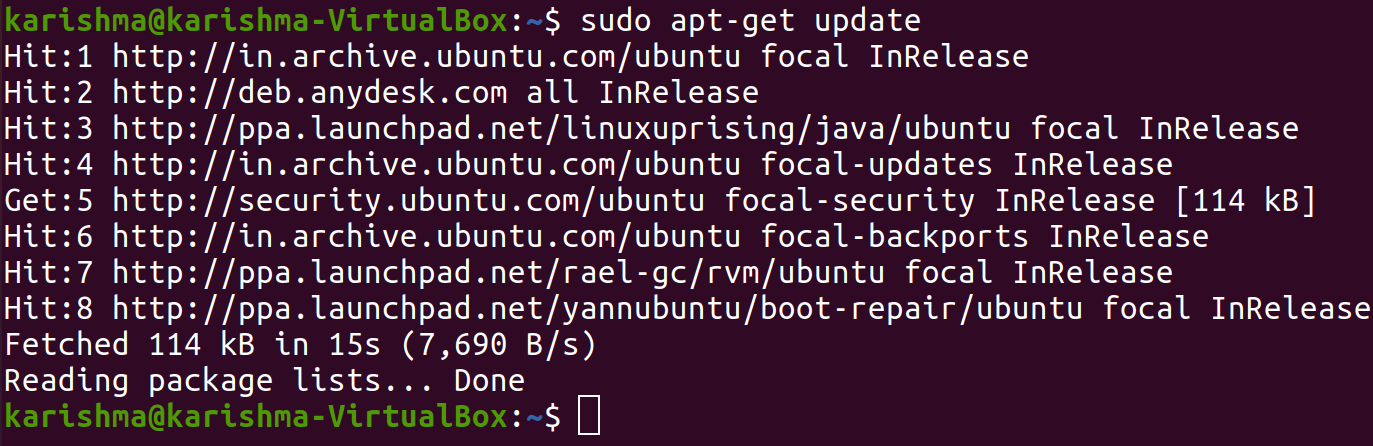 karishma@karishma-VirtualBox:~$ sudo apt-get update
Hit:1 http://in.archive.ubuntu.com/ubuntu focal InRelease
Hit:2 http://deb.anydesk.com all InRelease
Hit:3 http://ppa.launchpad.net/linuxuprising/java/ubuntu focal InRelease
Hit:4 http://in.archive.ubuntu.com/ubuntu focal-updates InRelease
Get:5 http://security.ubuntu.com/ubuntu focal-security InRelease [114 kB]
Hit:6 http://in.archive.ubuntu.com/ubuntu focal-backports InRelease
Hit:7 http://ppa.launchpad.net/rael-gc/rvm/ubuntu focal InRelease
Hit:8 http://ppa.launchpad.net/yannubuntu/boot-repair/ubuntu focal InRelease
Fetched 114 kB in 15s (7,690 B/s)
Reading package lists... Done
karishma@karishma-VirtualBox:~$